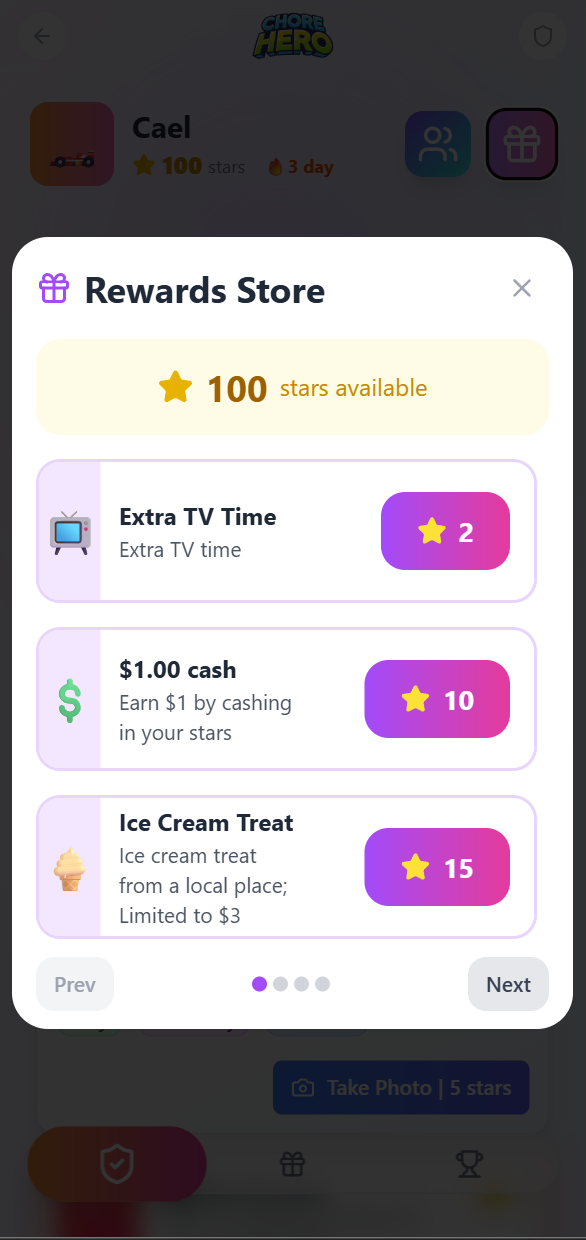 CHORE
HERO
Cael
100 stars 3 day
Rewards Store
100 stars available
Extra TV Time
Extra TV time
2
$1.00 cash
Earn $1 by cashing
in your stars
10
Ice Cream Treat
Ice cream treat
from a local place;
Limited to $3
15
Prev
Next
Take Photo | 5 stars